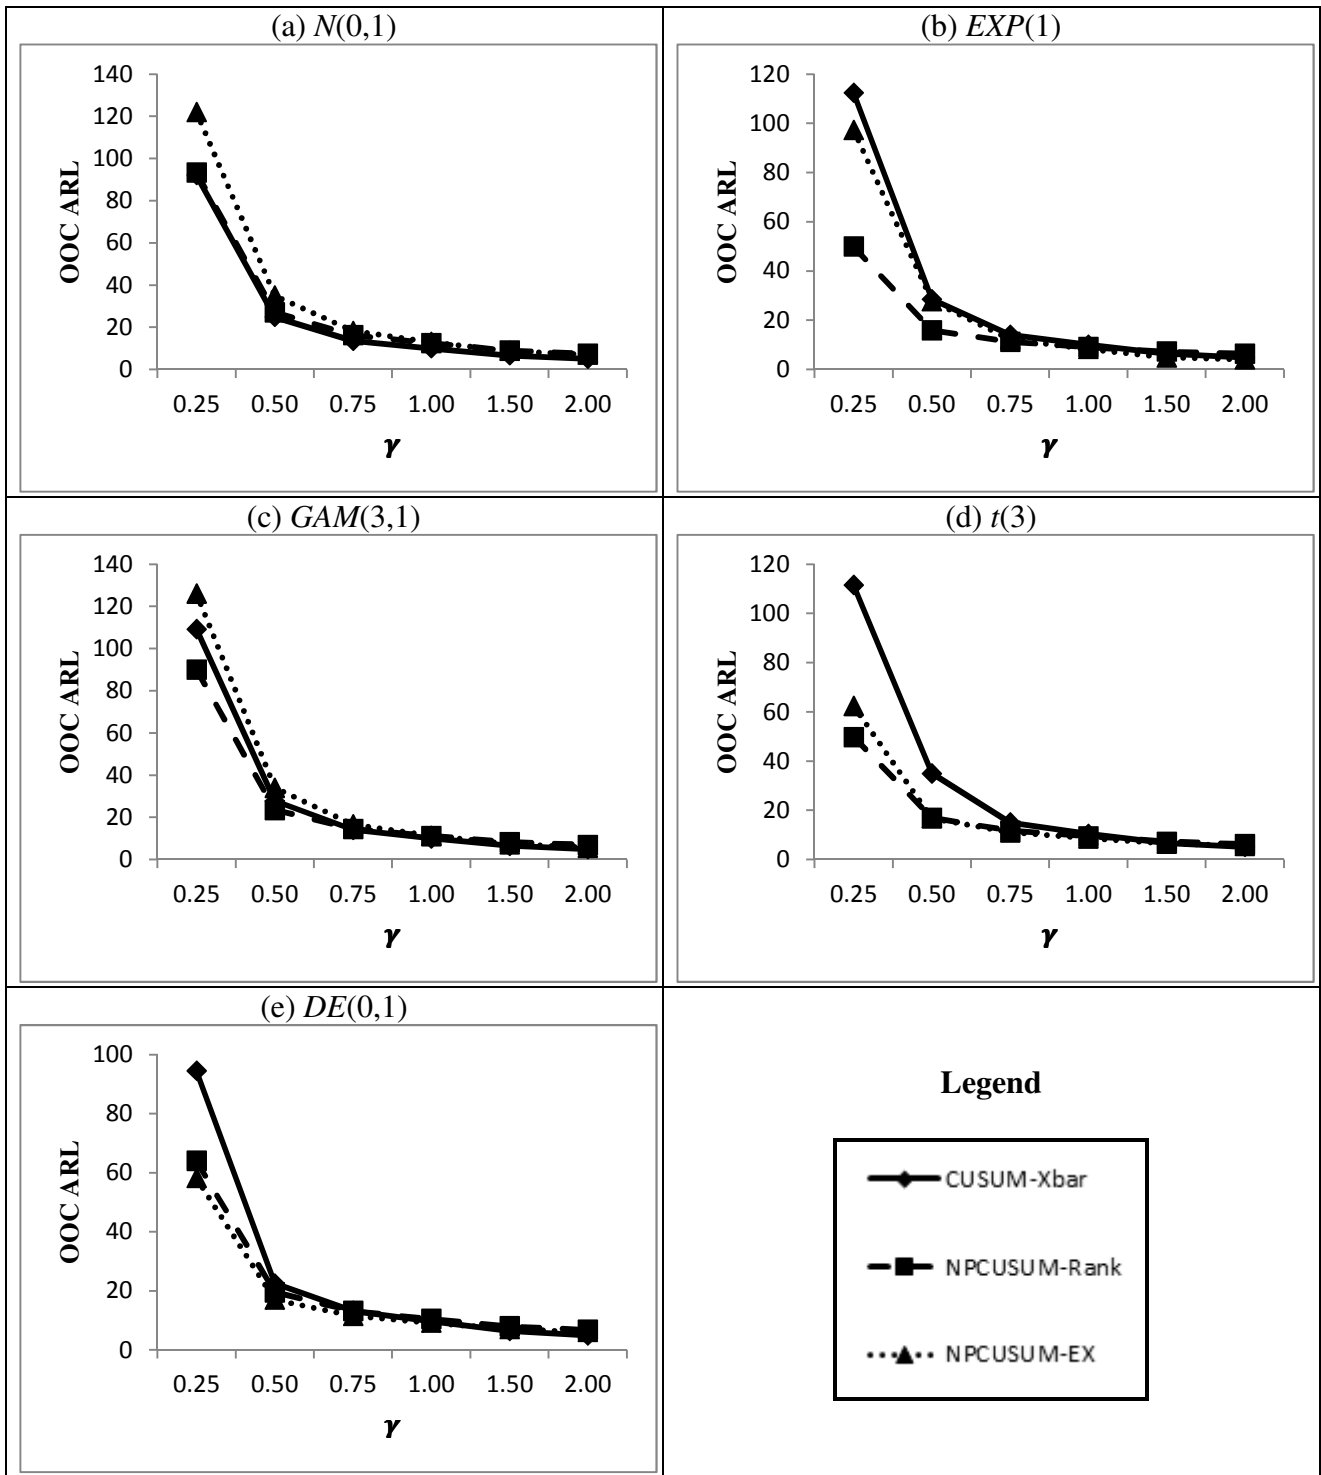 (a) N(0,1)
140
120
100
80
60
40
20
0
OOC ARL
0.25 0.50 0.75 1.00 1.50 2.00
γ
(b) EXP(1)
120
100
80
60
40
20
0
OOC ARL
0.25 0.50 0.75 1.00 1.50 2.00
γ
(c) GAM(3,1)
140
120
100
80
60
40
20
0
OOC ARL
0.25 0.50 0.75 1.00 1.50 2.00
γ
(d) t(3)
120
100
80
60
40
20
0
OOC ARL
0.25 0.50 0.75 1.00 1.50 2.00
γ
(e) DE(0,1)
100
80
60
40
20
0
OOC ARL
0.25 0.50 0.75 1.00 1.50 2.00
γ
Legend
CUSUM-Xbar
NPCUSUM-Rank
NPCUSUM-EX